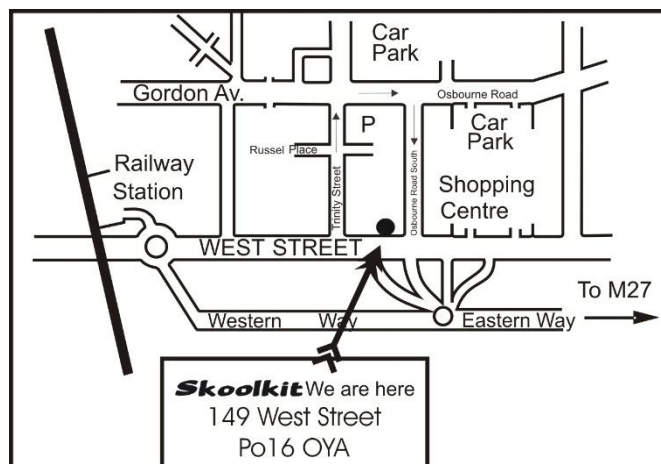 Car
Park
Gordon Av.
Osbourne Road
P
Car
Park
Russel Place
Railway
Station
Trinity Street
Osbourne Road South
Shopping
Centre
WEST STREET
To M27
Western Way
Eastern Way
Skoolkit We are here
149 West Street
Po16 OYA